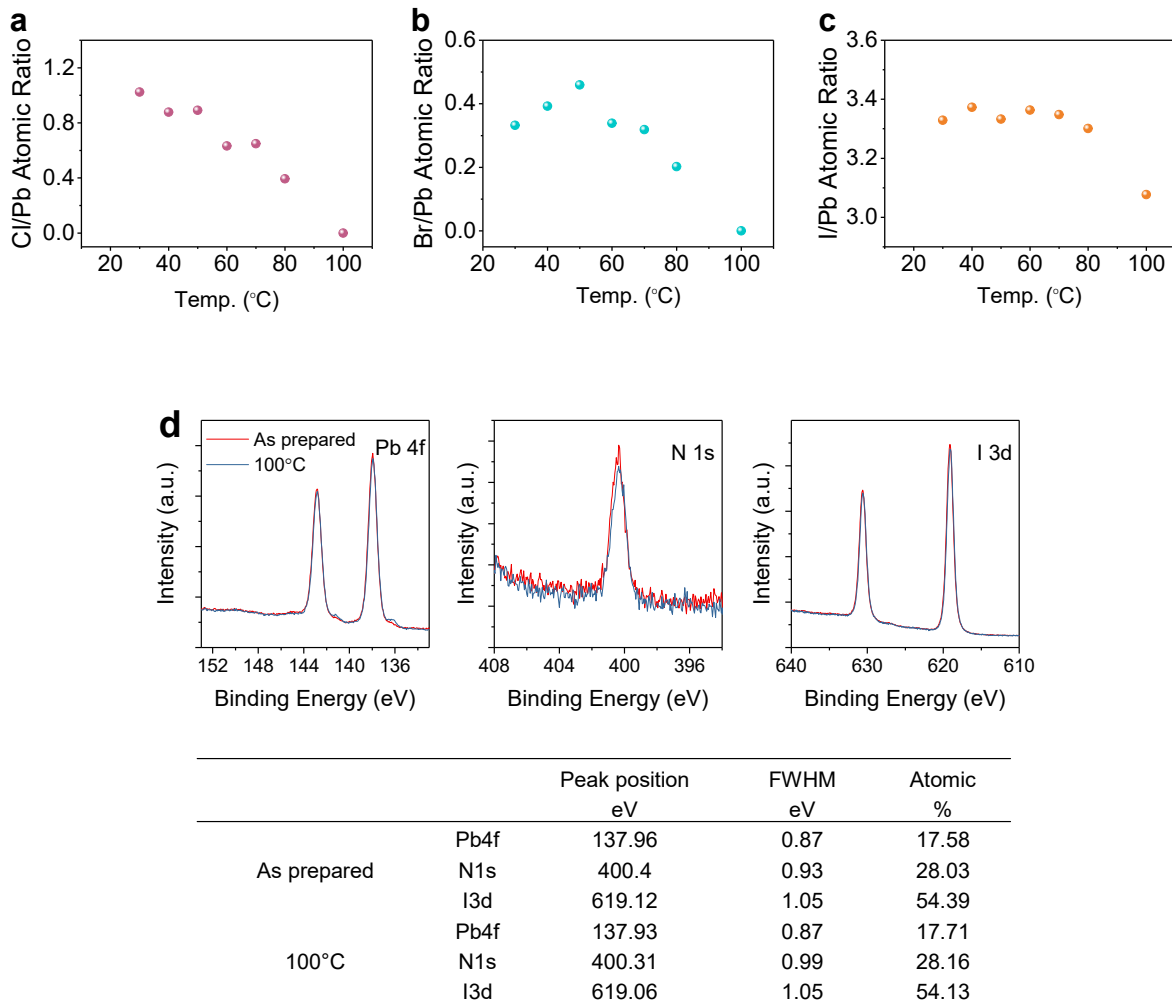 a
Cl/Pb Atomic Ratio
1.2
0.8
0.4
0.0
20 40 60 80 100
Temp. (°C)
b
Br/Pb Atomic Ratio
0.6
0.4
0.2
0.0
20 40 60 80 100
Temp. (°C)
c
I/Pb Atomic Ratio
3.6
3.4
3.2
3.0
20 40 60 80 100
Temp. (°C)
d
As prepared
100°C
Pb 4f
Intensity (a.u.)
152 148 144 140 136
Binding Energy (eV)
N 1s
Intensity (a.u.)
408 404 400 396
Binding Energy (eV)
I 3d
Intensity (a.u.)
640 630 620 610
Binding Energy (eV)
Peak position FWHM Atomic
eV eV %
Pb4f 137.96 0.87 17.58
As prepared N1s 400.4 0.93 28.03
I3d 619.12 1.05 54.39
Pb4f 137.93 0.87 17.71
100°C N1s 400.31 0.99 28.16
I3d 619.06 1.05 54.13